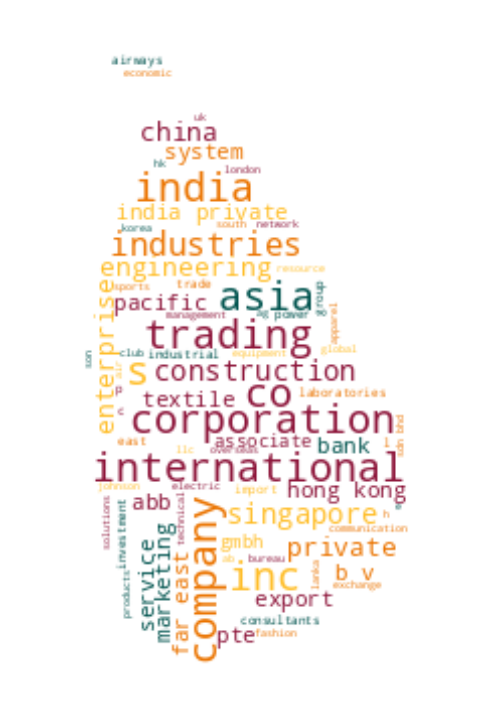 airways
economic
uk
china
system
hk
london
india
india private
korea
south
network
industries
engineering
resource
sports
trade
group
pacific
asia
management
ag
power
apparel
enterprise
trading
son
club
industrial
equipment
global
air
s
construction
p
textile
co
laboratories
c
corporation
east
associate
bank
l
sdn bhd
llc
overseas
international
johnson
electric
import
hong kong
e
solutions
investment
abb
technical
company
singapore
h
communication
service
marketing
far east
gmbh
private
ab
bureau
inc
lanka
b v
exchange
products
export
consultants
pte
fashion